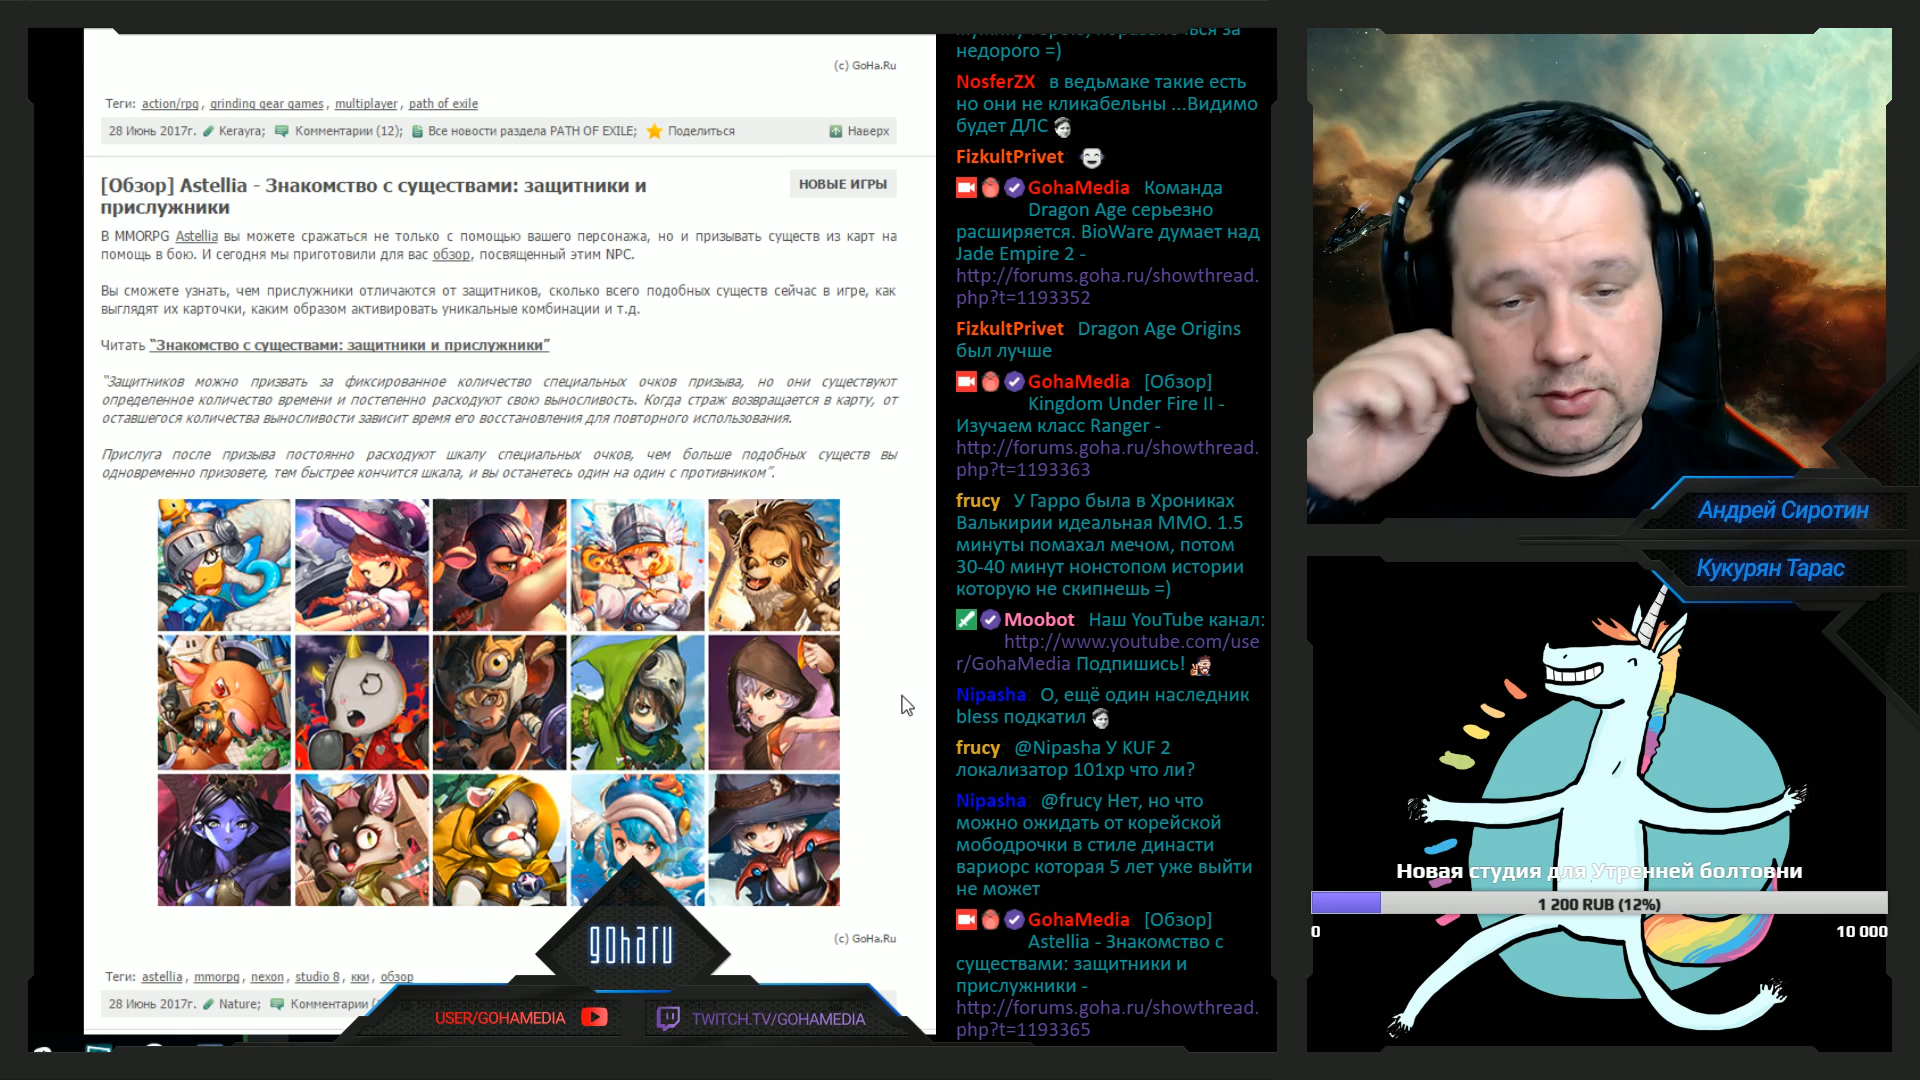 (c) GoHa.Ru
Теги: action/rpg, grinding gear games, multiplayer, path of exile
28 Июнь 2017г. Kerayra; Комментарии (12); Все новости раздела PATH OF EXILE; Поделиться Наверх
[Обзор] Astellia - Знакомство с существами: защитники и
прислужники
НОВЫЕ ИГРЫ
В MMORPG Astellia вы можете сражаться не только с помощью вашего персонажа, но и призывать существ из карт на
помощь в бою. И сегодня мы приготовили для вас обзор, посвященный этим NPC.
Вы сможете узнать, чем прислужники отличаются от защитников, сколько всего подобных существ сейчас в игре, как
выглядят их карточки, каким образом активировать уникальные комбинации и т.д.
Читать "Знакомство с существами: защитники и прислужники"
"Защитников можно призвать за фиксированное количество специальных очков призыва, но они существуют
определенное количество времени и постепенно расходуют свою выносливость. Когда страж возвращается в карту, от
оставшегося количества выносливости зависит время его восстановления для повторного использования.
Прислуга после призыва постоянно расходуют шкалу специальных очков, чем больше подобных существ вы
одновременно призовете, тем быстрее кончится шкала, и вы останетесь один на один с противником".
(c) GoHa.Ru
Теги: astellia, mmorpg, nexon, studio 8, кки, обзор
28 Июнь 2017г. Nature; Комментарии
goharu
USER/GOHAMEDIA
TWITCH.TV/GOHAMEDIA
за
недорого =)
NosferZX в ведьмаке такие есть
но они не кликабельны ...Видимо
будет ДЛС
FizkultPrivet
GohaMedia Команда
Dragon Age серьезно
расширяется. BioWare думает над
Jade Empire 2 -
http://forums.goha.ru/showthread.
php?t=1193352
FizkultPrivet Dragon Age Origins
был лучше
GohaMedia [Обзор]
Kingdom Under Fire II -
Изучаем класс Ranger -
http://forums.goha.ru/showthread.
php?t=1193363
frucy У Гарро была в Хрониках
Валькирии идеальная ММО. 1.5
минуты помахал мечом, потом
30-40 минут нонстопом истории
которую не скипнешь =)
Moobot Наш YouTube канал:
http://www.youtube.com/use
r/GohaMedia Подпишись!
Nipasha: О, ещё один наследник
bless подкатил
frucy @Nipasha У KUF 2
локализатор 101хр что ли?
Nipasha: @frucy Нет, но что
можно ожидать от корейской
мободрочки в стиле династи
вариорс которая 5 лет уже выйти
не может
GohaMedia [Обзор]
Astellia - Знакомство с
существами: защитники и
прислужники -
http://forums.goha.ru/showthread.
php?t=1193365
Андрей Сиротин
Кукурян Тарас
Новая студия для Утренней болтовни
1 200 RUB (12%)
0 10 000